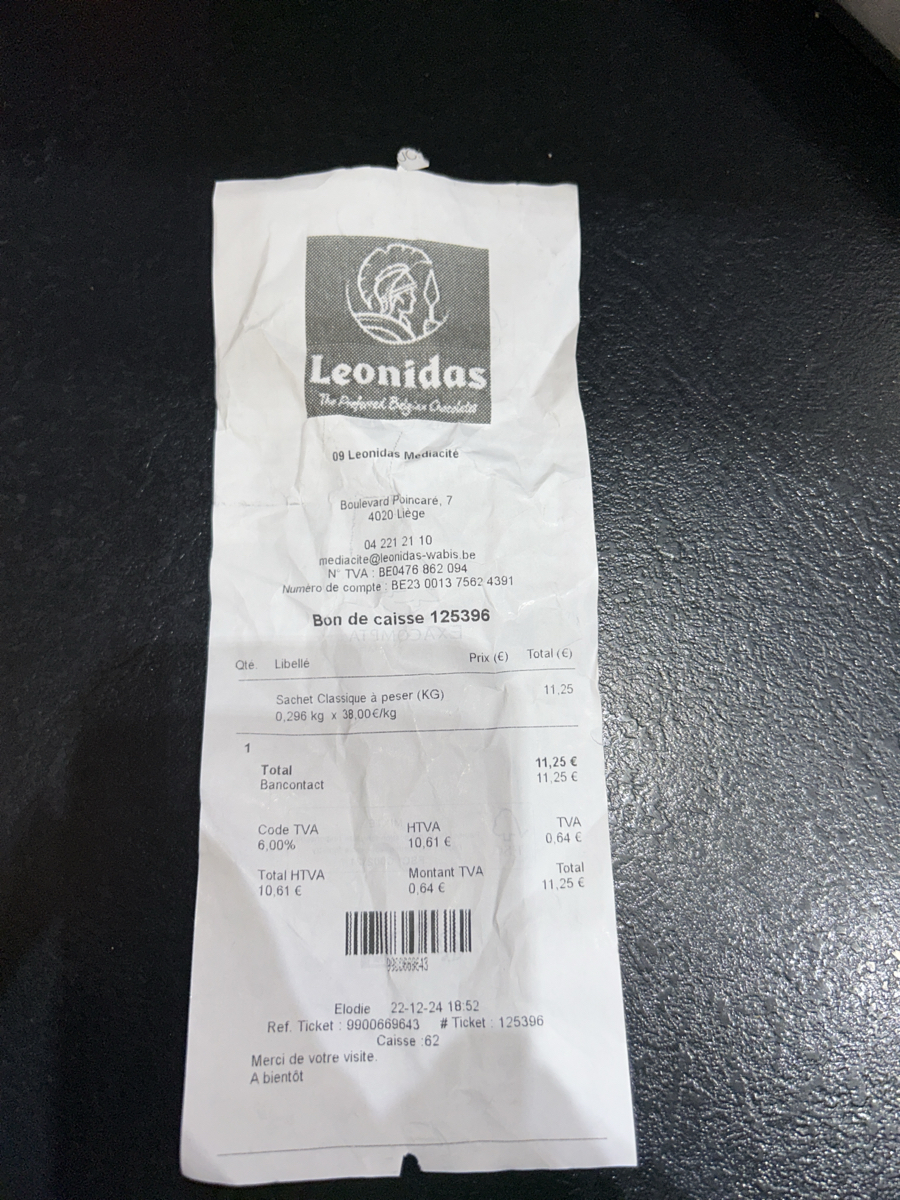 Leonidas
The Preferred Belgian Chocolates
09 Leonidas Mediacité
Boulevard Poincaré, 7
4020 Liège
04 221 21 10
mediacite@leonidas-wabis.be
N° TVA : BE0476 862 094
Numéro de compte : BE23 0013 7562 4391
Bon de caisse 125396
Qté. Libellé Prix (€) Total (€)
Sachet Classique à peser (KG) 11,25
0,296 kg x 38,00€/kg
1
Total 11,25 €
Bancontact 11,25 €
Code TVA HTVA TVA
6,00% 10,61 € 0,64 €
Total HTVA Montant TVA Total
10,61 € 0,64 € 11,25 €
Elodie 22-12-24 18:52
Ref. Ticket : 9900669643 # Ticket : 125396
Caisse :62
Merci de votre visite.
A bientôt